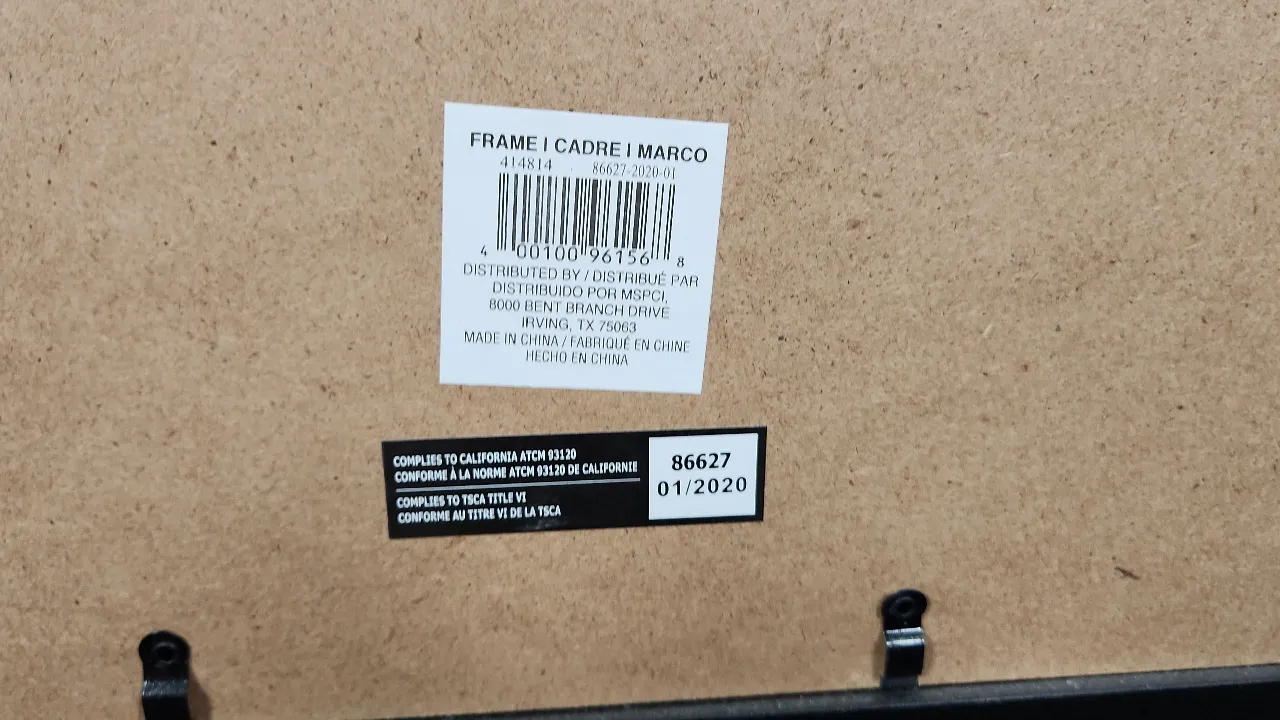 FRAME | CADRE | MARCO
414814 86627-2020-01
4 00100 96156 8
DISTRIBUTED BY / DISTRIBUÉ PAR
DISTRIBUIDO POR MSPCI,
8000 BENT BRANCH DRIVE
IRVING, TX 75063
MADE IN CHINA / FABRIQUÉ EN CHINE
HECHO EN CHINA
COMPLIES TO CALIFORNIA ATCM 93120
CONFORME À LA NORME ATCM 93120 DE CALIFORNIE
COMPLIES TO TSCA TITLE VI
CONFORME AU TITRE VI DE LA TSCA
86627
01/2020